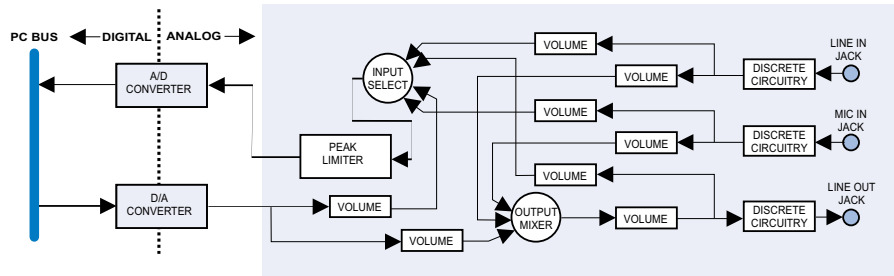 PC BUS
DIGITAL
ANALOG
A/D
CONVERTER
D/A
CONVERTER
PEAK
LIMITER
INPUT
SELECT
VOLUME
VOLUME
VOLUME
VOLUME
VOLUME
VOLUME
VOLUME
VOLUME
OUTPUT
MIXER
DISCRETE
CIRCUITRY
LINE IN
JACK
DISCRETE
CIRCUITRY
MIC IN
JACK
DISCRETE
CIRCUITRY
LINE OUT
JACK